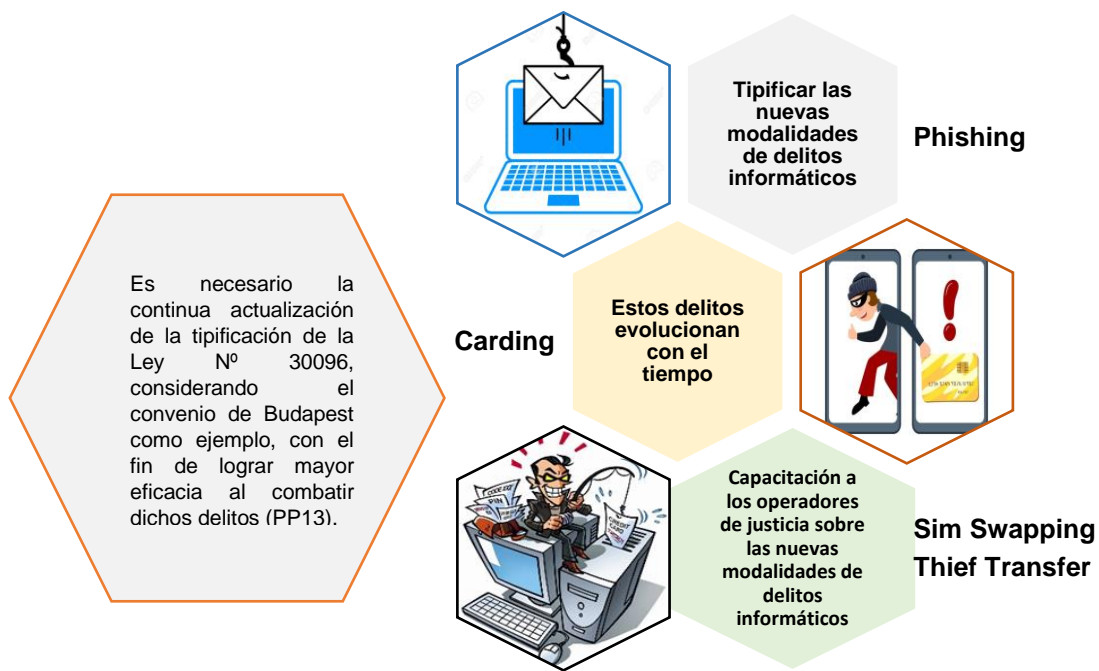 Es necesario la
continua actualización
de la tipificación de la
Ley Nº 30096,
considerando el
convenio de Budapest
como ejemplo, con el
fin de lograr mayor
eficacia al combatir
dichos delitos (PP13).
Tipificar las
nuevas
modalidades
de delitos
informáticos
Phishing
Carding
Estos delitos
evolucionan
con el
tiempo
Capacitación a
los operadores
de justicia sobre
las nuevas
modalidades de
delitos
informáticos
Sim Swapping
Thief Transfer
PIN
CREDIT
CARD